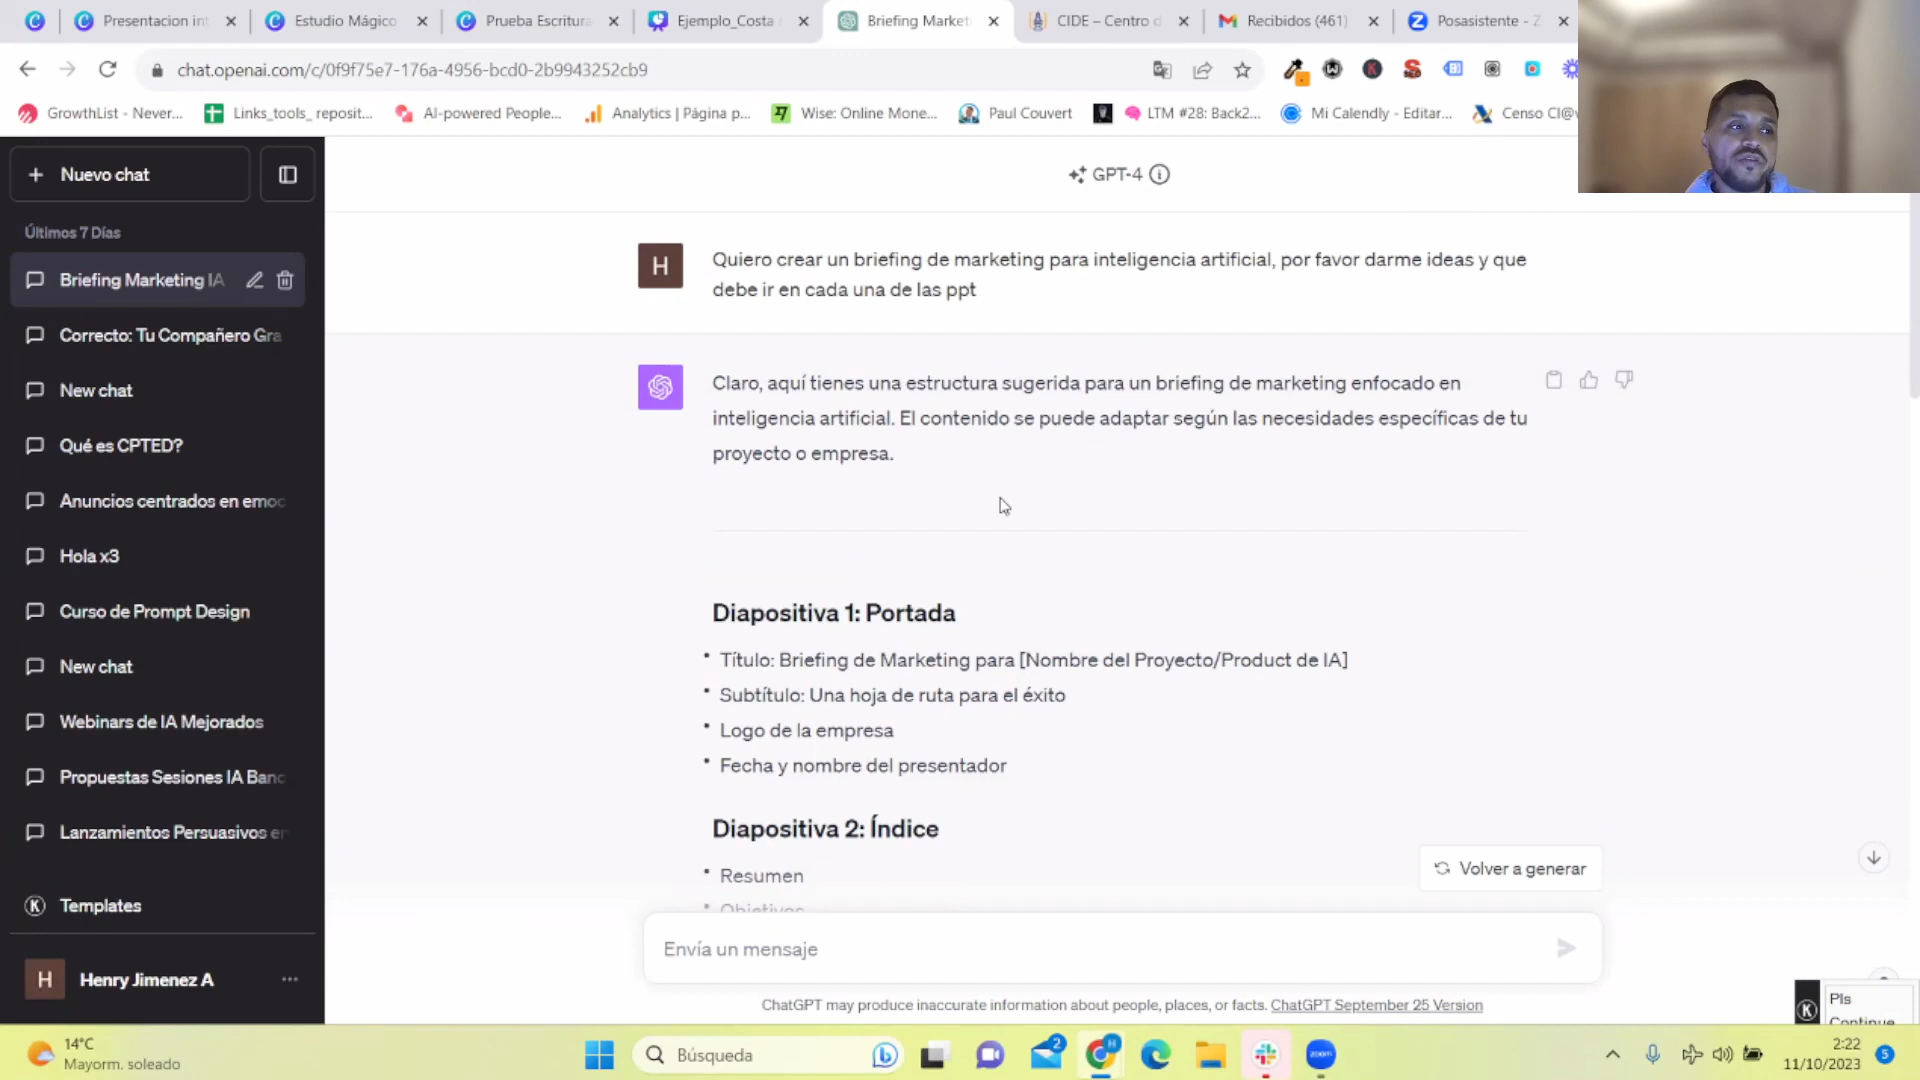 Presentacion in
Estudio Mágico
Prueba Escritura
Ejemplo_Costa
Briefing Market
CIDE – Centro d
Recibidos (461)
Posasistente - Z
chat.openai.com/c/0f9f75e7-176a-4956-bcd0-2b9943252cb9
GrowthList - Never...
Links_tools_ reposit...
AI-powered People...
Analytics | Página p...
Wise: Online Mone...
Paul Couvert
LTM #28: Back2...
Mi Calendly - Editar...
Censo CI@
Nuevo chat
GPT-4
Últimos 7 Días
Briefing Marketing IA
Correcto: Tu Compañero Gra
New chat
Qué es CPTED?
Anuncios centrados en emoc
Hola x3
Curso de Prompt Design
New chat
Webinars de IA Mejorados
Propuestas Sesiones IA Banc
Lanzamientos Persuasivos en
Templates
H
Henry Jimenez A
H
Quiero crear un briefing de marketing para inteligencia artificial, por favor darme ideas y que
debe ir en cada una de las ppt
Claro, aquí tienes una estructura sugerida para un briefing de marketing enfocado en
inteligencia artificial. El contenido se puede adaptar según las necesidades específicas de tu
proyecto o empresa.
Diapositiva 1: Portada
• Título: Briefing de Marketing para [Nombre del Proyecto/Product de IA]
• Subtítulo: Una hoja de ruta para el éxito
• Logo de la empresa
• Fecha y nombre del presentador
Diapositiva 2: Índice
• Resumen
• Objetivos
Volver a generar
Envía un mensaje
ChatGPT may produce inaccurate information about people, places, or facts. ChatGPT September 25 Version
Pls
Continue
14°C
Mayorm. soleado
Búsqueda
2
zoom
2:22
11/10/2023
5